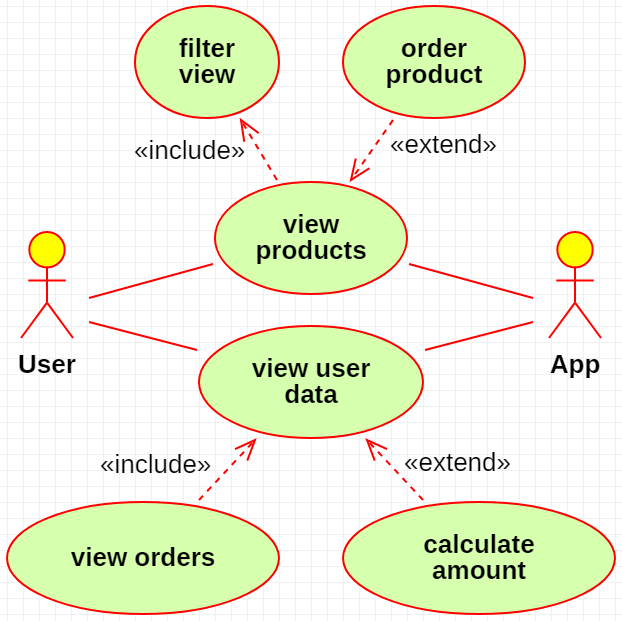 filter
view
order
product
«include»
«extend»
view
products
User
App
view user
data
«include»
«extend»
view orders
calculate
amount